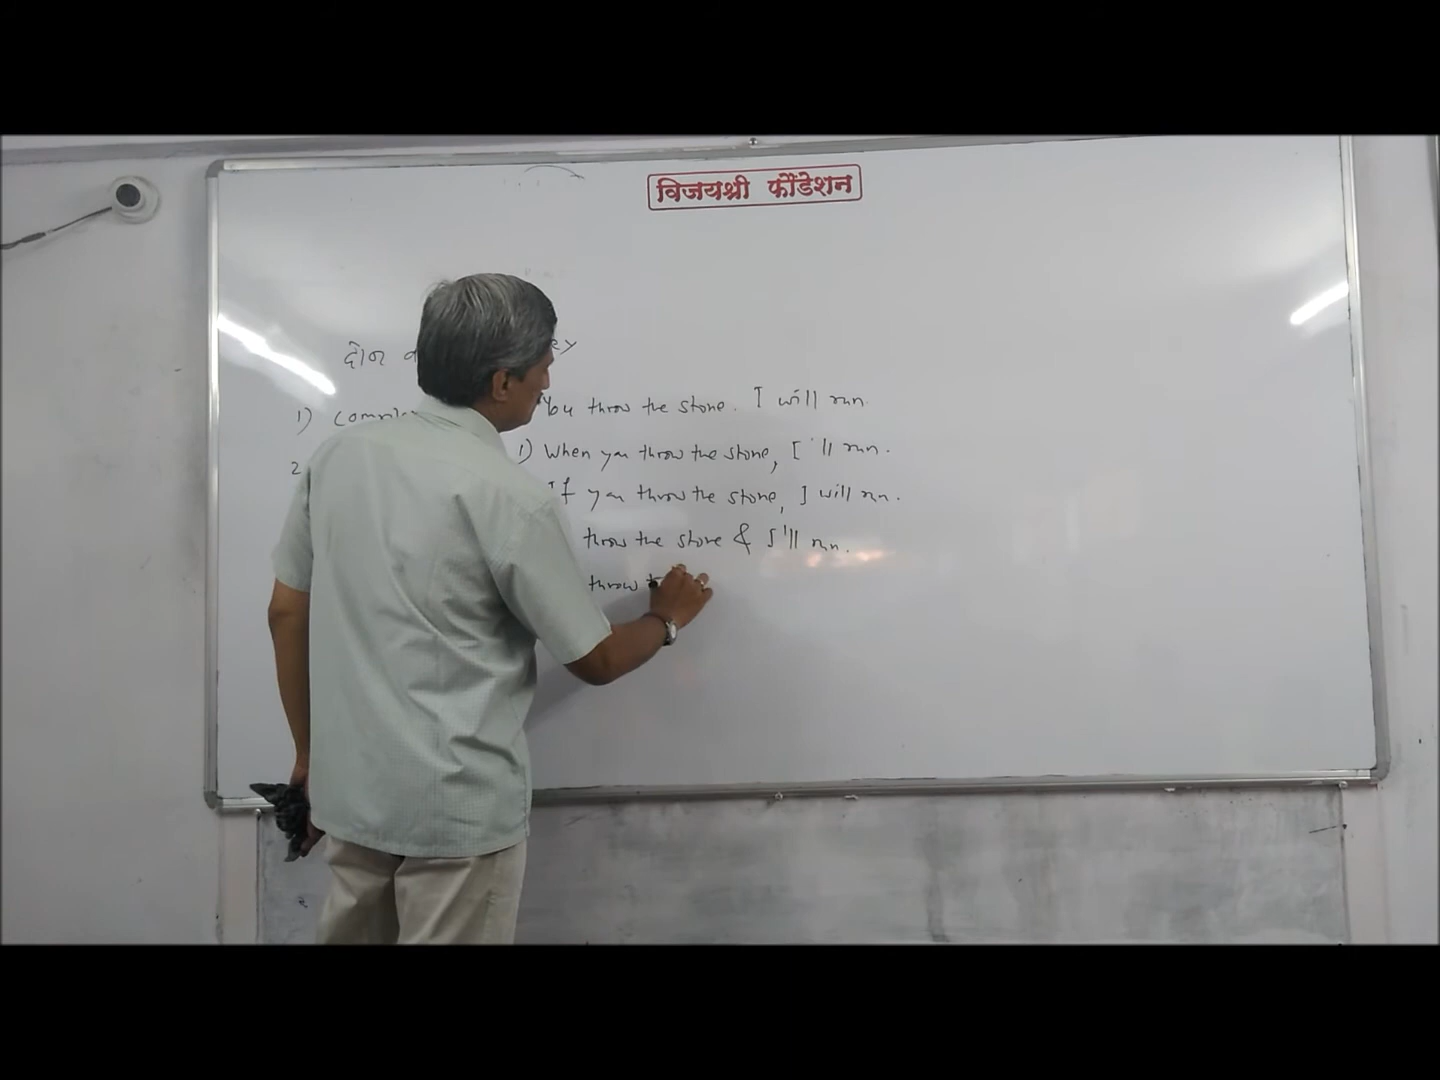 विजयश्री फौंडेशन
दोन
1) You throw the stone. I will run.
2 1) When you throw the stone, I'll run.
If you throw the stone, I will run.
throw the stone & I'll run.
throw